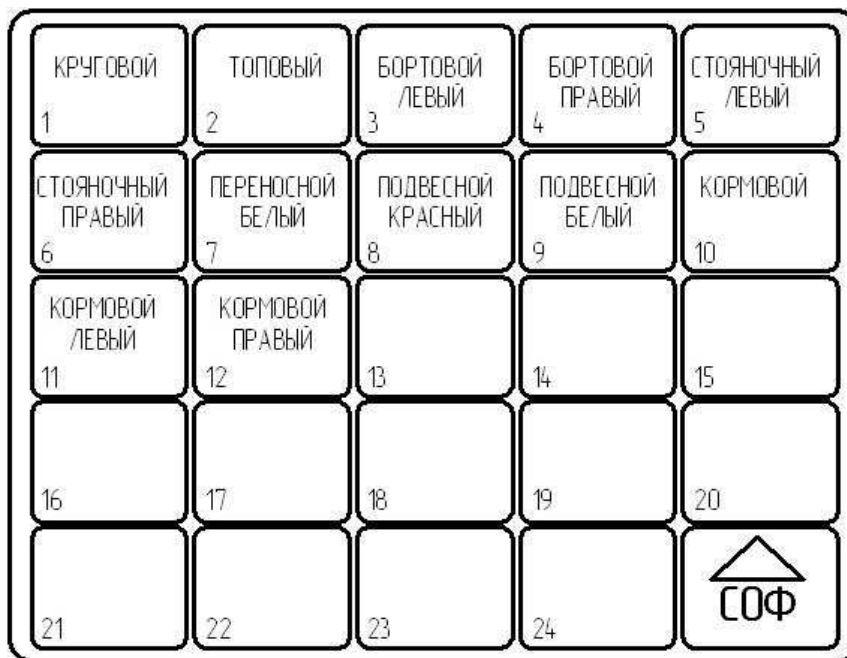 КРУГОВОЙ
1
ТОПОВЫЙ
2
БОРТОВОЙ
ЛЕВЫЙ
3
БОРТОВОЙ
ПРАВЫЙ
4
СТОЯНОЧНЫЙ
ЛЕВЫЙ
5
СТОЯНОЧНЫЙ
ПРАВЫЙ
6
ПЕРЕНОСНОЙ
БЕЛЫЙ
7
ПОДВЕСНОЙ
КРАСНЫЙ
8
ПОДВЕСНОЙ
БЕЛЫЙ
9
КОРМОВОЙ
10
КОРМОВОЙ
ЛЕВЫЙ
11
КОРМОВОЙ
ПРАВЫЙ
12
13
14
15
16
17
18
19
20
21
22
23
24
СОФ